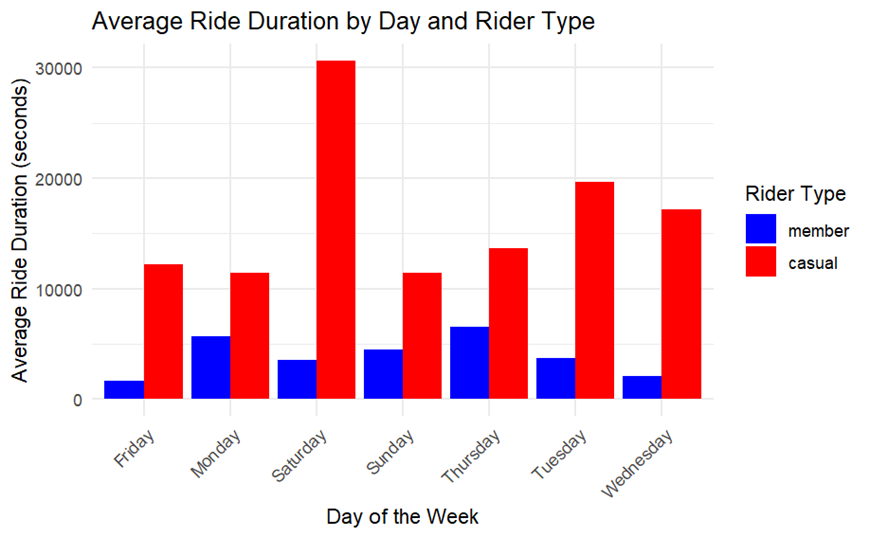 Average Ride Duration by Day and Rider Type
Average Ride Duration (seconds)
30000
20000
10000
0
Friday
Monday
Saturday
Sunday
Thursday
Tuesday
Wednesday
Day of the Week
Rider Type
member
casual